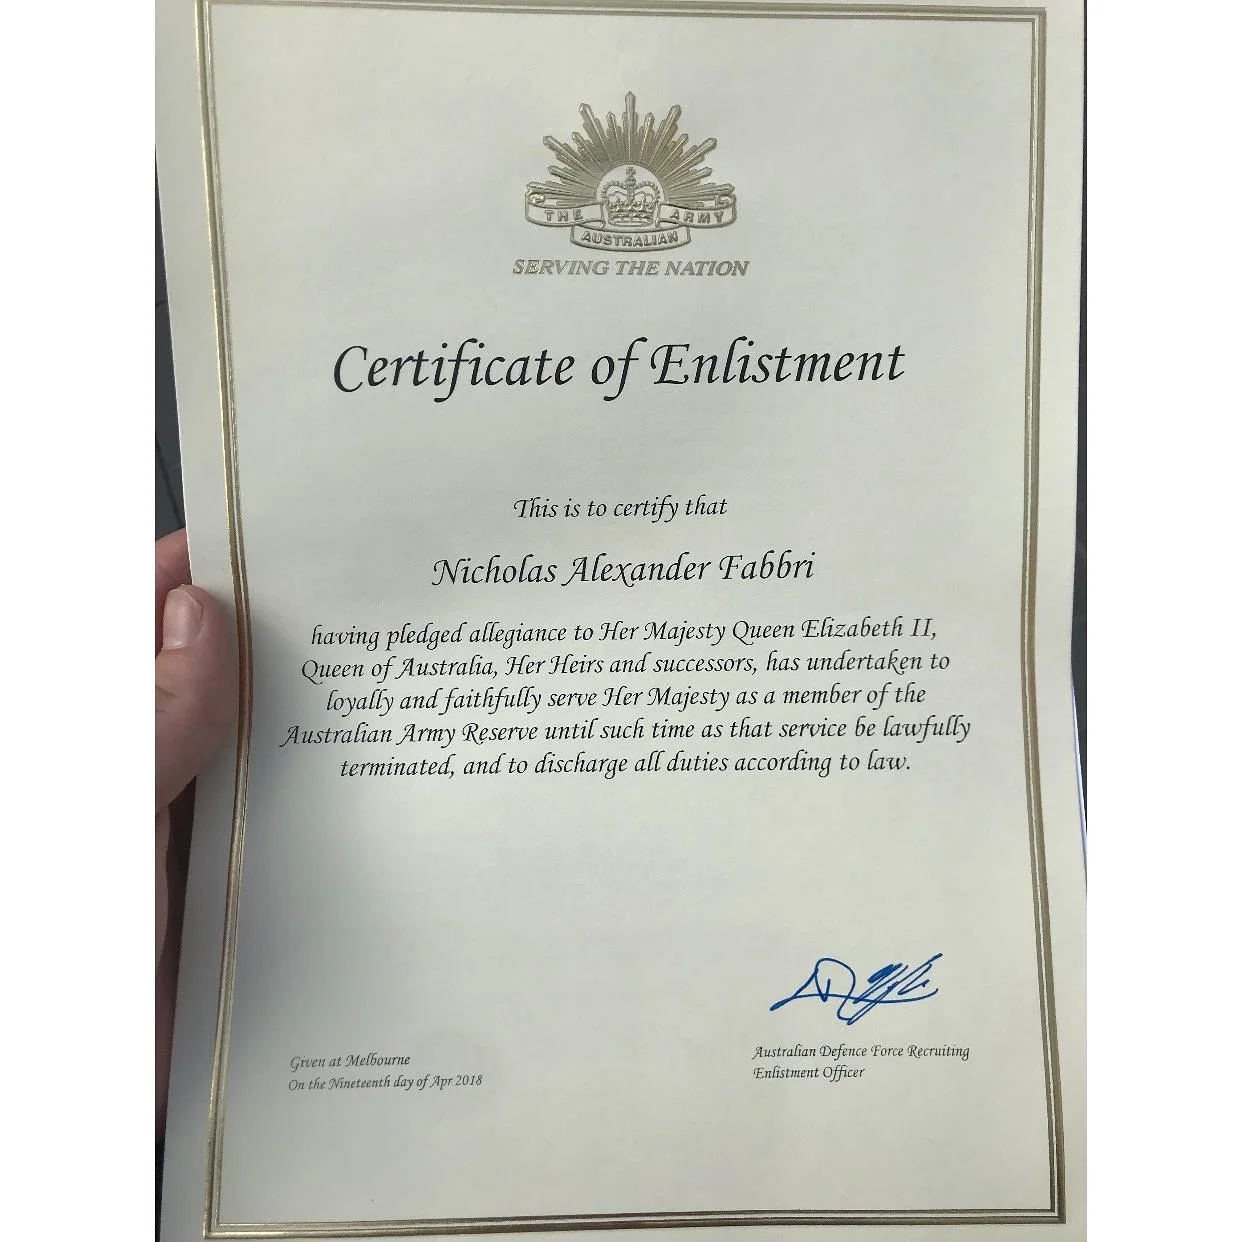 THE AUSTRALIAN ARMY
SERVING THE NATION
Certificate of Enlistment
This is to certify that
Nicholas Alexander Fabbri
having pledged allegiance to Her Majesty Queen Elizabeth II,
Queen of Australia, Her Heirs and successors, has undertaken to
loyally and faithfully serve Her Majesty as a member of the
Australian Army Reserve until such time as that service be lawfully
terminated, and to discharge all duties according to law.
Given at Melbourne
On the Nineteenth day of Apr 2018
Australian Defence Force Recruiting
Enlistment Officer